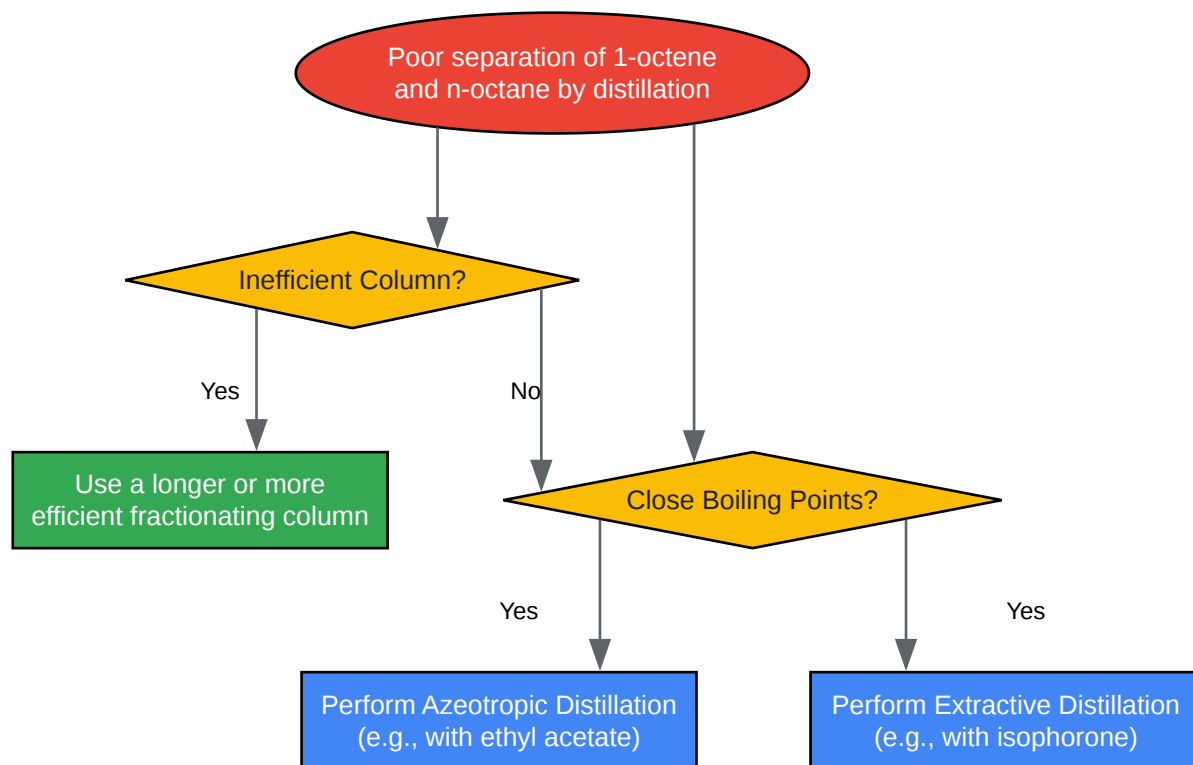 Poor separation of 1-octene
and n-octane by distillation
Inefficient Column?
Yes
No
Use a longer or more
efficient fractionating column
Close Boiling Points?
Yes
Yes
Perform Azeotropic Distillation
(e.g., with ethyl acetate)
Perform Extractive Distillation
(e.g., with isophorone)